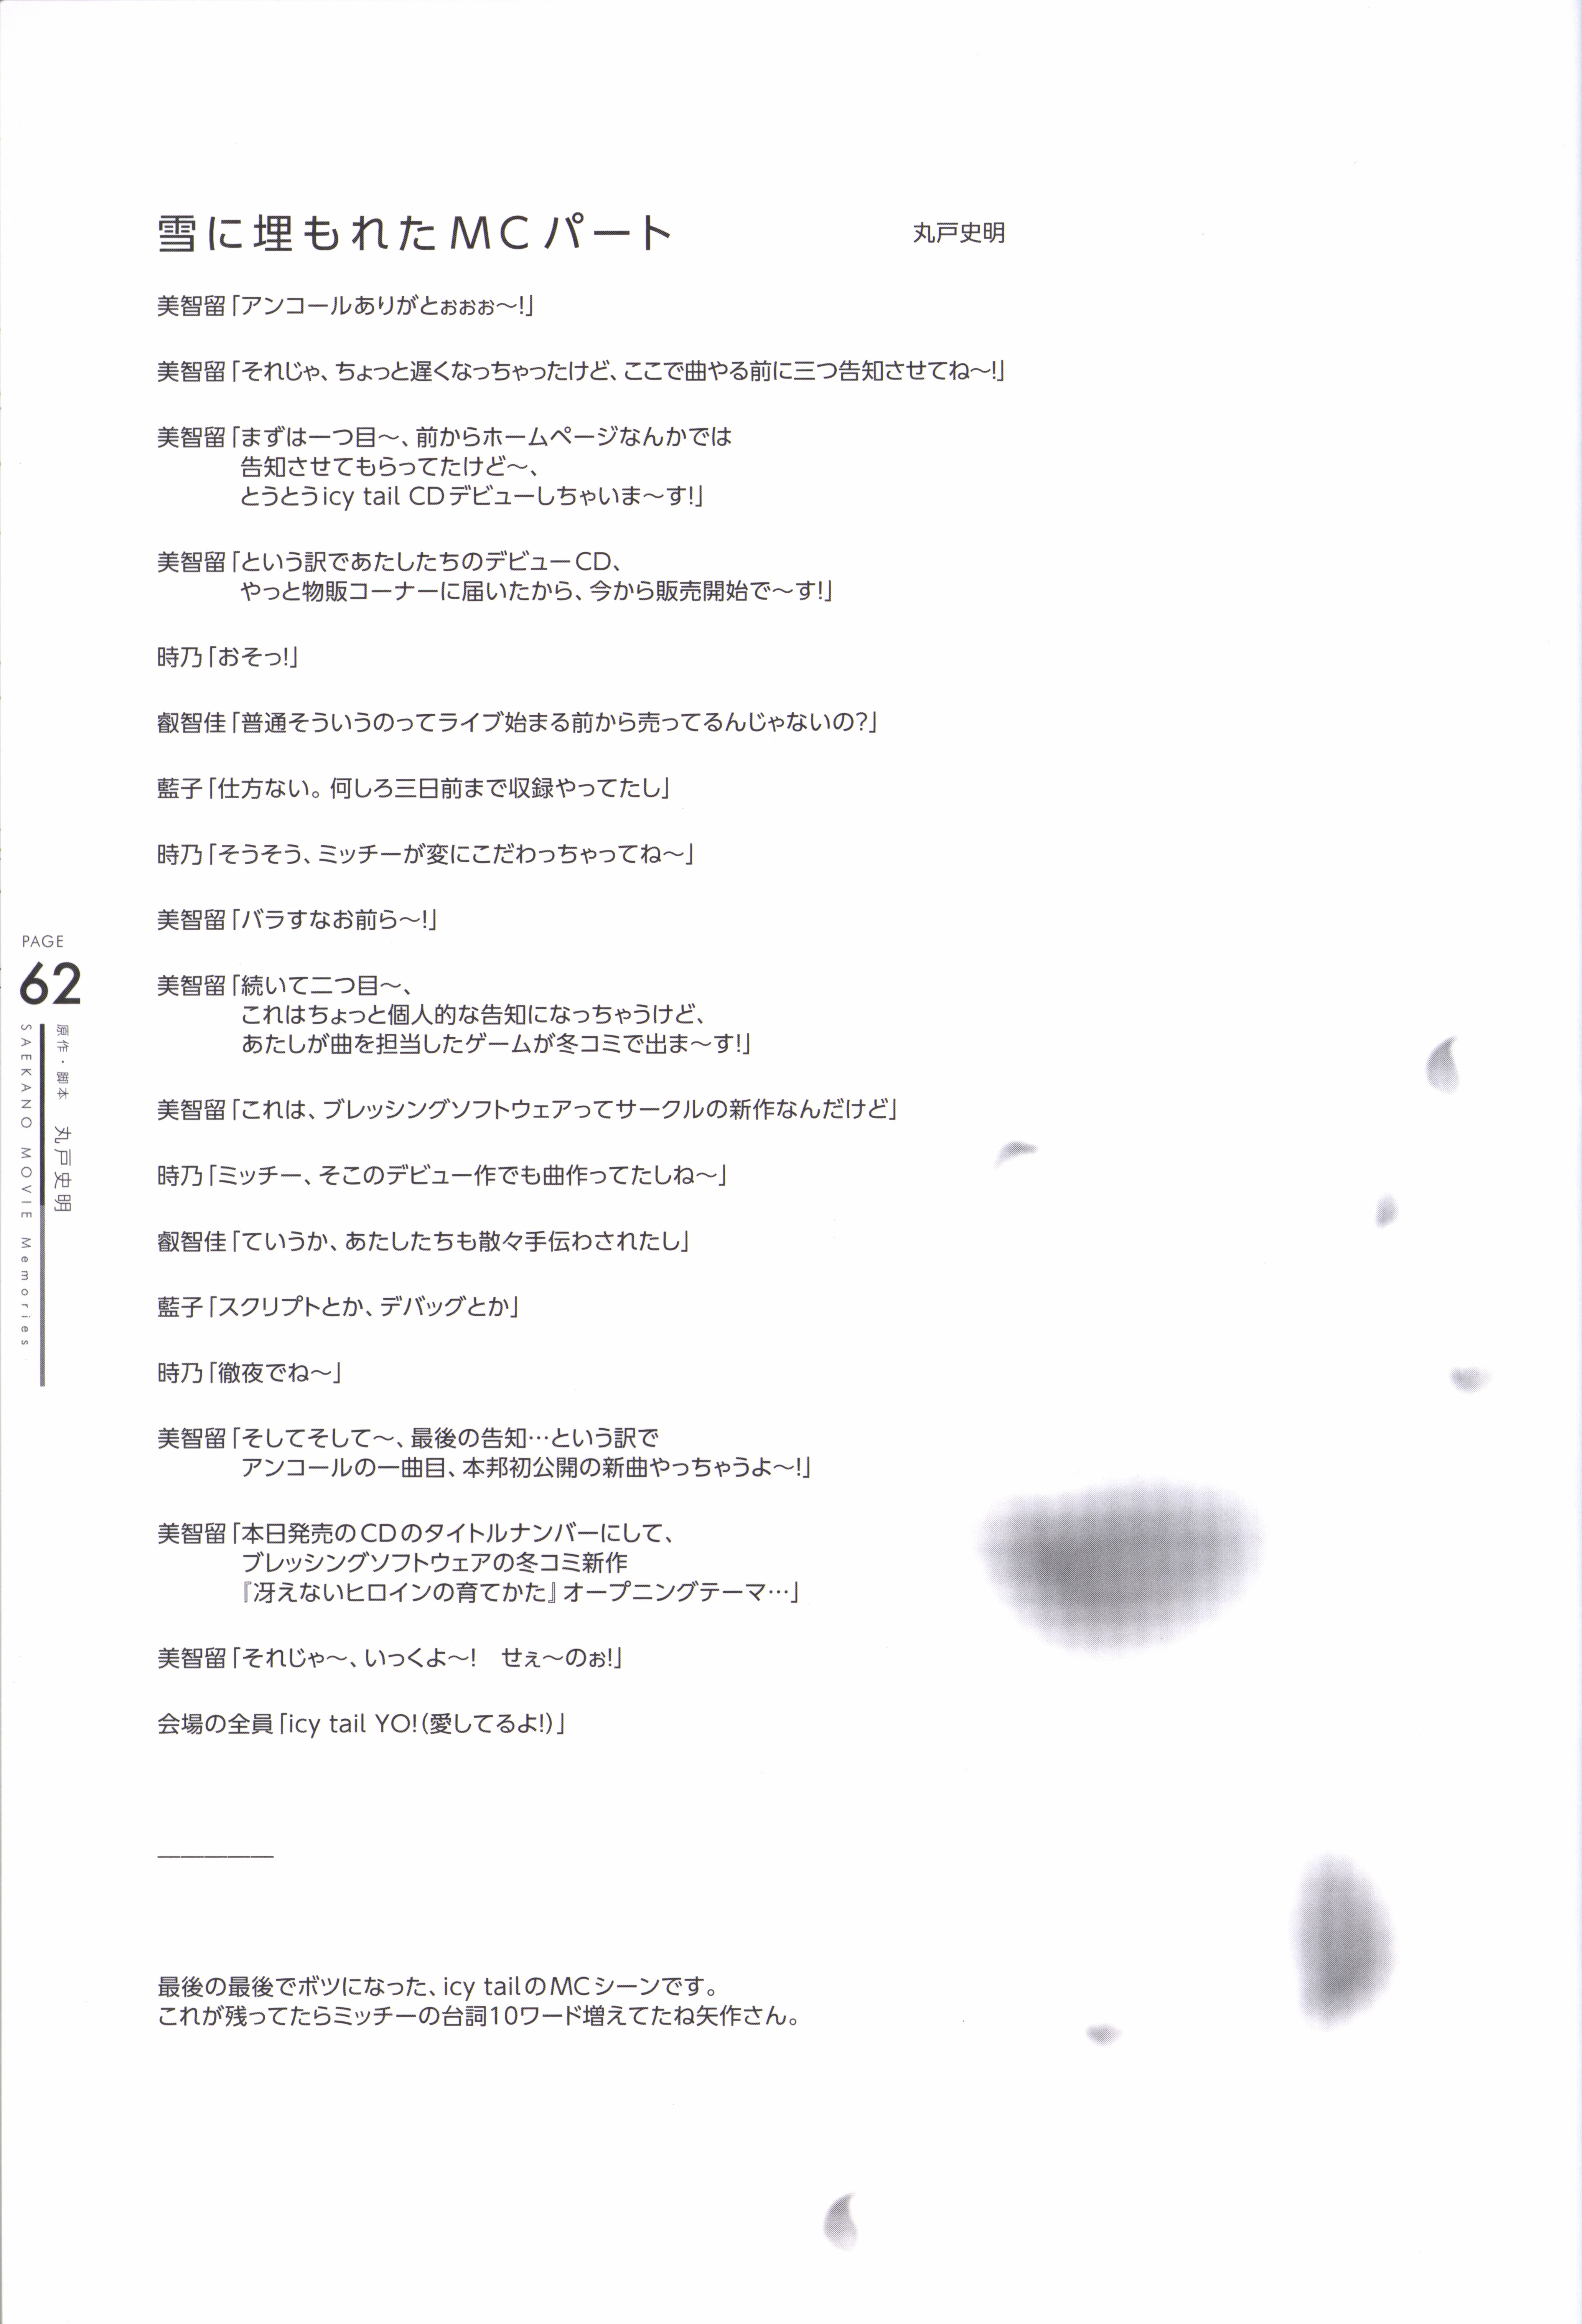 雪に埋もれたMCパート
丸戸史明
美智留「アンコールありがとぉぉぉ～!」
美智留「それじゃ、ちょっと遅くなっちゃったけど、ここで曲やる前に三つ告知させてね～!」
美智留「まずは一つ目～、前からホームページなんかでは
告知させてもらってたけど～、
とうとうicy tail CDデビューしちゃいま～す!」
美智留「という訳であたしたちのデビューCD、
やっと物販コーナーに届いたから、今から販売開始で～す!」
時乃「おそっ!」
叡智佳「普通そういうのってライブ始まる前から売ってるんじゃないの?」
藍子「仕方ない。何しろ三日前まで収録やってたし」
時乃「そうそう、ミッチーが変にこだわっちゃってね～」
美智留「バラすなお前ら～!」
美智留「続いて二つ目～、
これはちょっと個人的な告知になっちゃうけど、
あたしが曲を担当したゲームが冬コミで出ま～す!」
美智留「これは、ブレッシングソフトウェアってサークルの新作なんだけど」
時乃「ミッチー、そこのデビュー作でも曲作ってたしね～」
叡智佳「ていうか、あたしたちも散々手伝わされたし」
藍子「スクリプトとか、デバッグとか」
時乃「徹夜でね～」
美智留「そしてそして～、最後の告知…という訳で
アンコールの一曲目、本邦初公開の新曲やっちゃうよ～!」
美智留「本日発売のCDのタイトルナンバーにして、
ブレッシングソフトウェアの冬コミ新作
『冴えないヒロインの育てかた』オープニングテーマ…」
美智留「それじゃ～、いっくよ～!　せぇ～のぉ!」
会場の全員「icy tail YO!(愛してるよ!)」
―――――
最後の最後でボツになった、icy tailのMCシーンです。
これが残ってたらミッチーの台詞10ワード増えてたね矢作さん。
PAGE
62
原作・脚本　丸戸史明
SAEKANO MOVIE Memories